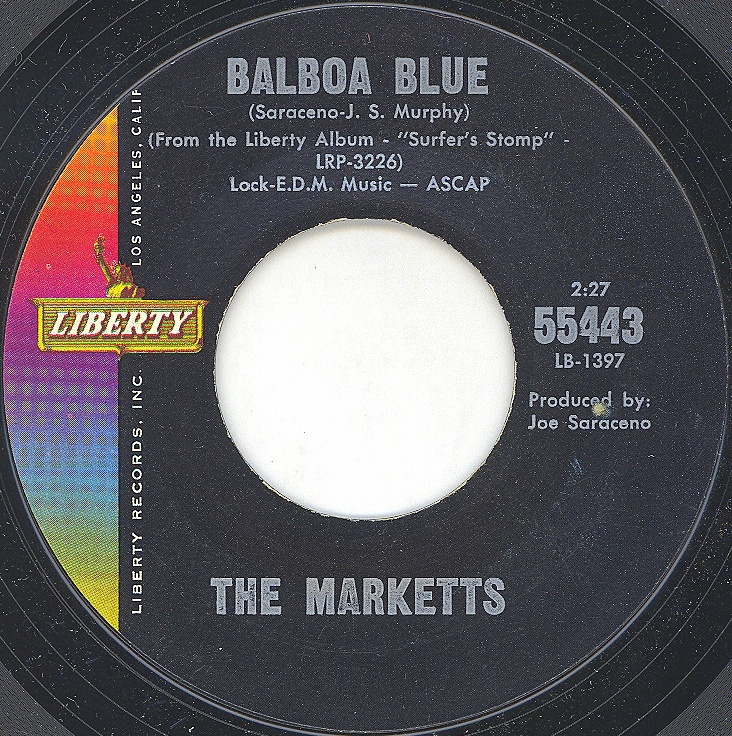 BALBOA BLUE
(Saraceno-J. S. Murphy)
(From the Liberty Album - "Surfer's Stomp" -
LRP-3226)
Lock-E.D.M. Music — ASCAP
LIBERTY
LIBERTY RECORDS, INC. LOS ANGELES, CALIF
2:27
55443
LB-1397
Produced by:
Joe Saraceno
THE MARKETTS